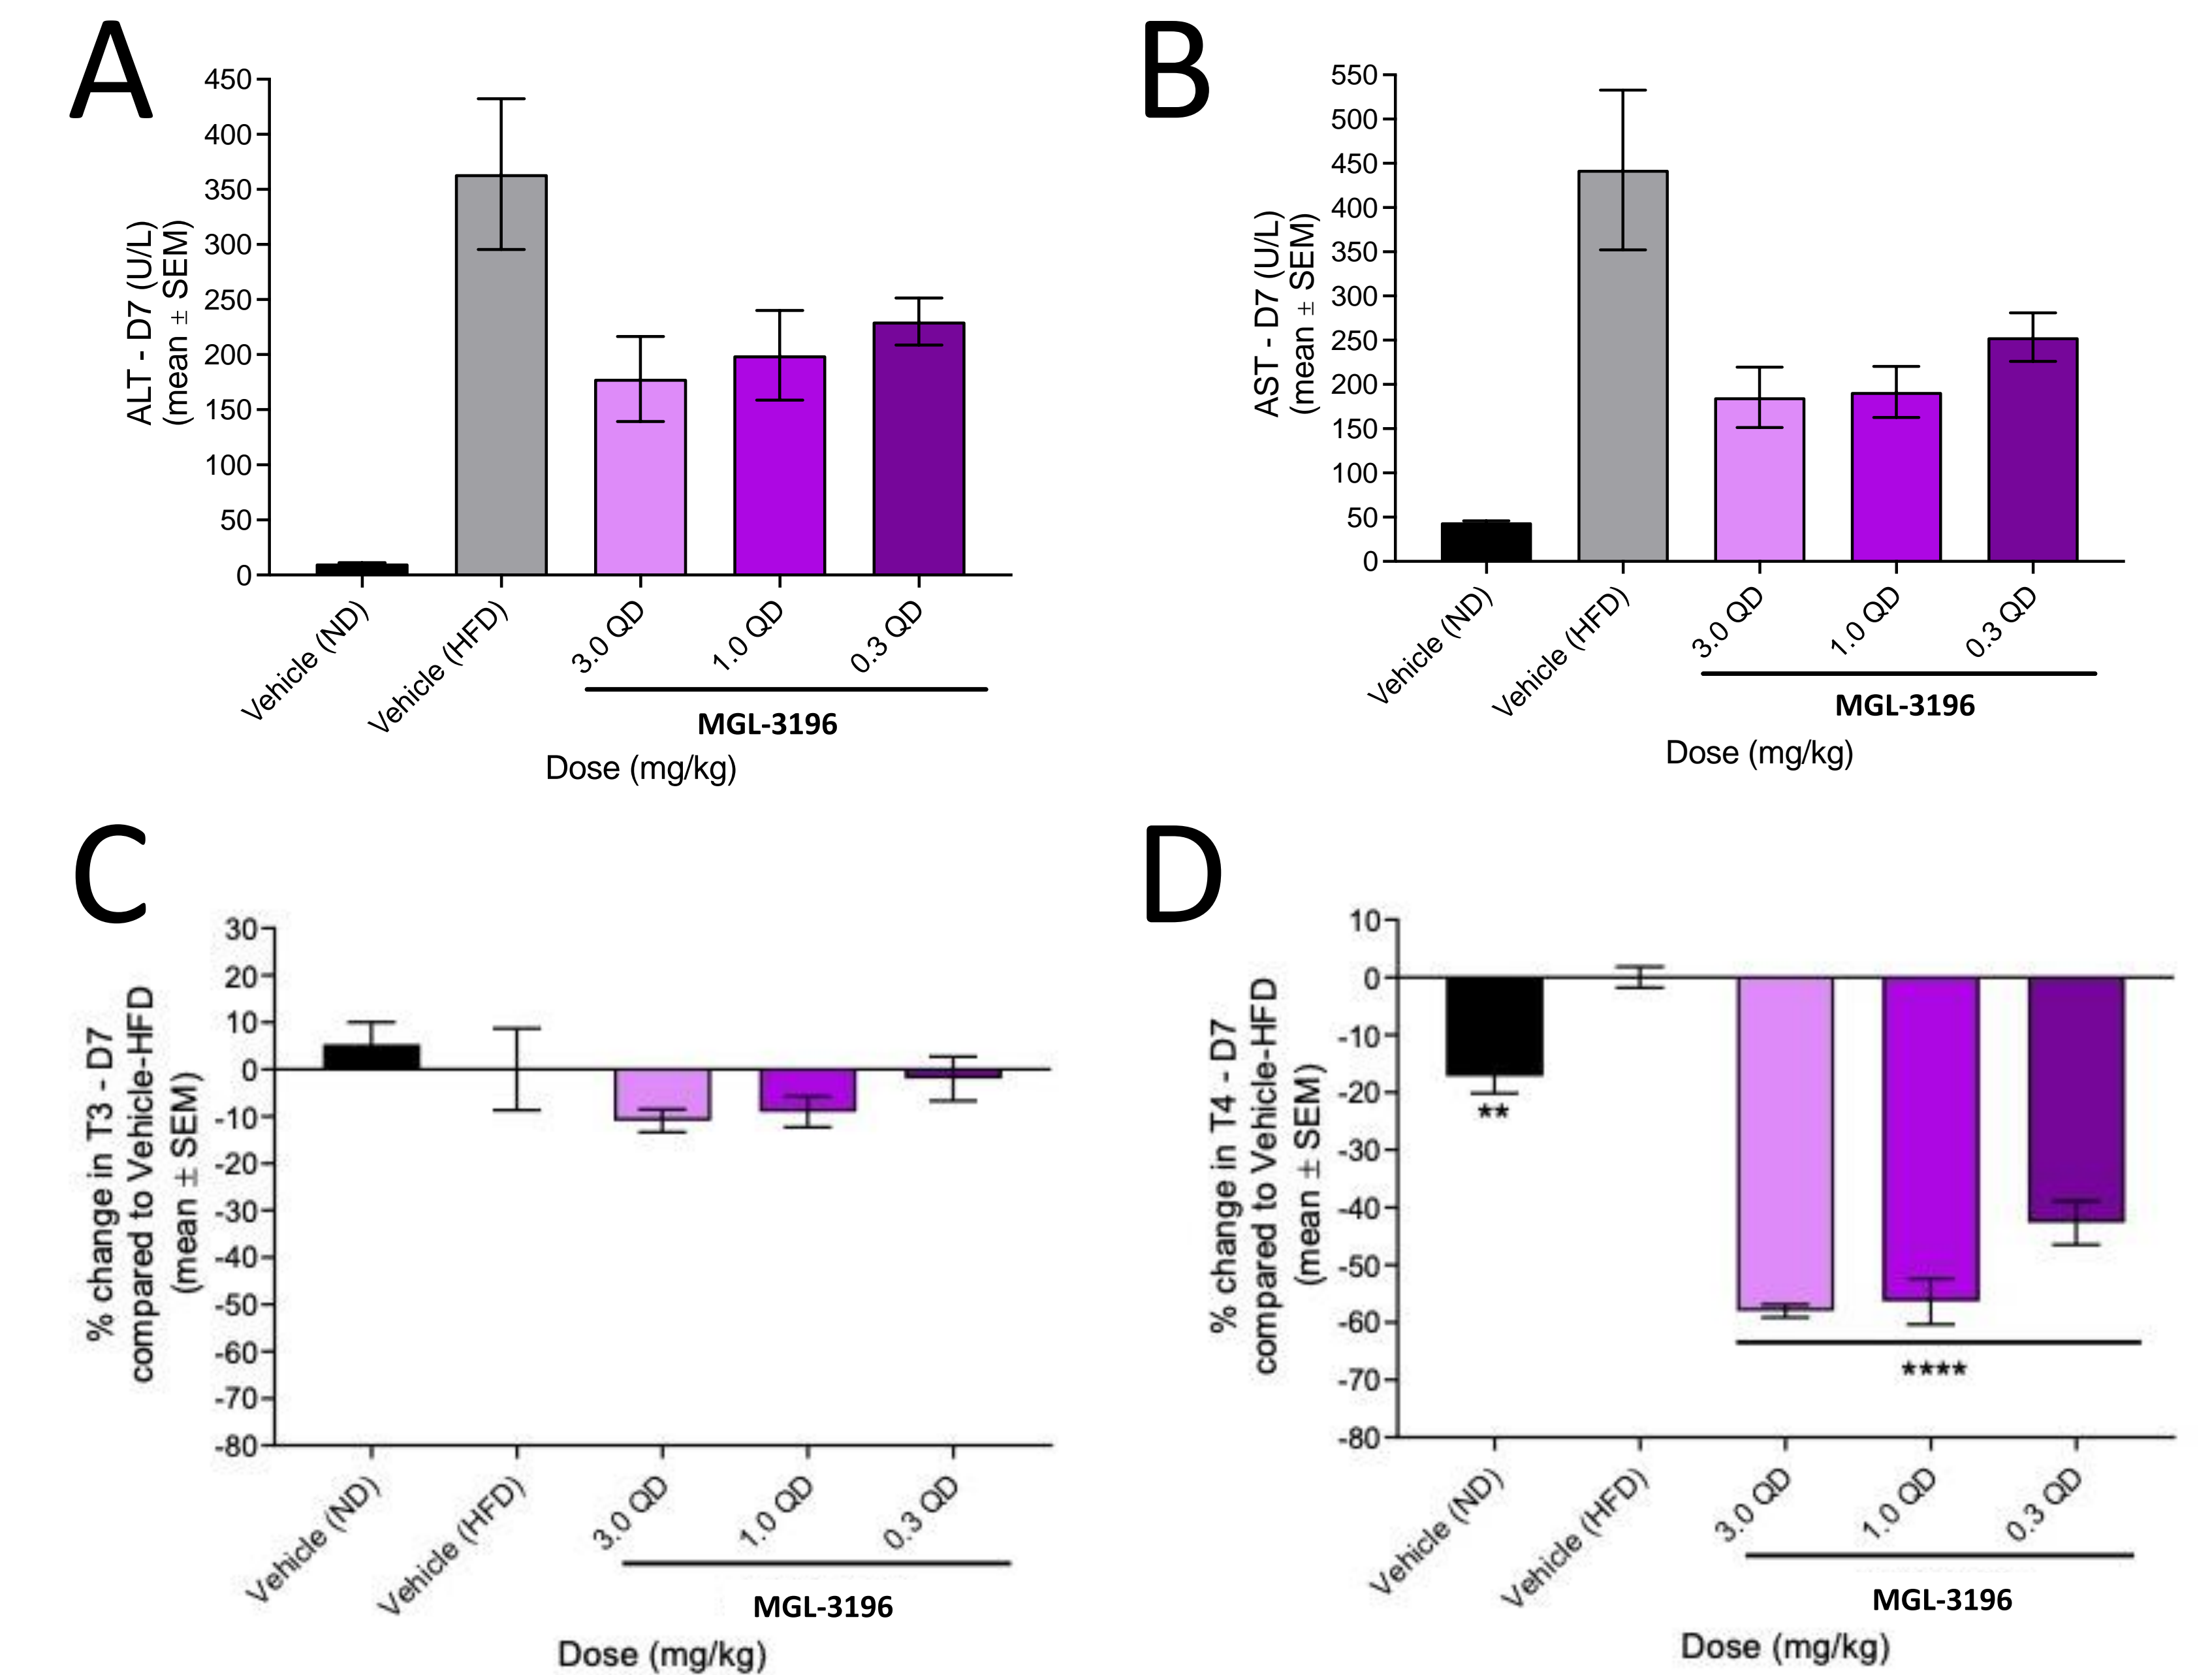 A
450
400
350
300
250
200
150
100
50
0
ALT - D7 (U/L)
(mean ± SEM)
Vehicle (ND)
Vehicle (HFD)
3.0 QD
1.0 QD
0.3 QD
MGL-3196
Dose (mg/kg)
B
550
500
450
400
350
300
250
200
150
100
50
0
AST - D7 (U/L)
(mean ± SEM)
Vehicle (ND)
Vehicle (HFD)
3.0 QD
1.0 QD
0.3 QD
MGL-3196
Dose (mg/kg)
C
30
20
10
0
-10
-20
-30
-40
-50
-60
-70
-80
% change in T3 - D7
compared to Vehicle-HFD
(mean ± SEM)
Vehicle (ND)
Vehicle (HFD)
3.0 QD
1.0 QD
0.3 QD
MGL-3196
Dose (mg/kg)
D
10
0
-10
-20
-30
-40
-50
-60
-70
-80
% change in T4 - D7
compared to Vehicle-HFD
(mean ± SEM)
**
****
Vehicle (ND)
Vehicle (HFD)
3.0 QD
1.0 QD
0.3 QD
MGL-3196
Dose (mg/kg)